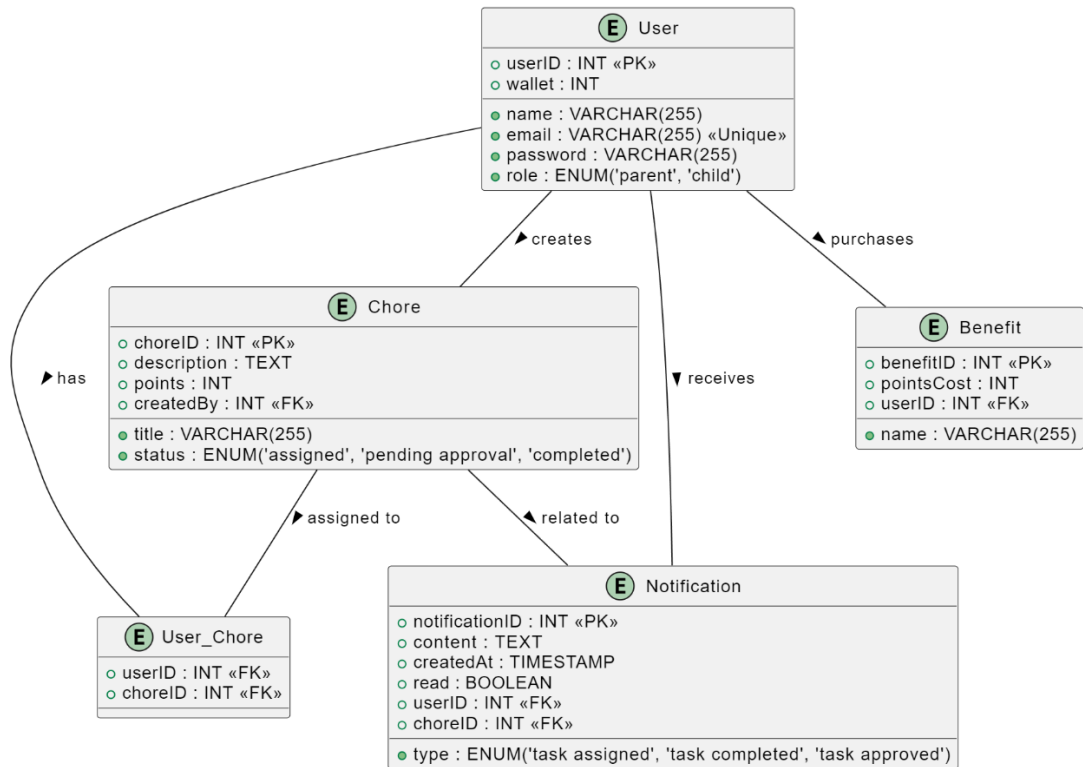 E User
userID : INT «PK»
wallet : INT
name : VARCHAR(255)
email : VARCHAR(255) «Unique»
password : VARCHAR(255)
role : ENUM('parent', 'child')
creates
purchases
E Chore
choreID : INT «PK»
description : TEXT
points : INT
createdBy : INT «FK»
title : VARCHAR(255)
status : ENUM('assigned', 'pending approval', 'completed')
E Benefit
benefitID : INT «PK»
pointsCost : INT
userID : INT «FK»
name : VARCHAR(255)
has
receives
assigned to
related to
E User_Chore
userID : INT «FK»
choreID : INT «FK»
E Notification
notificationID : INT «PK»
content : TEXT
createdAt : TIMESTAMP
read : BOOLEAN
userID : INT «FK»
choreID : INT «FK»
type : ENUM('task assigned', 'task completed', 'task approved')